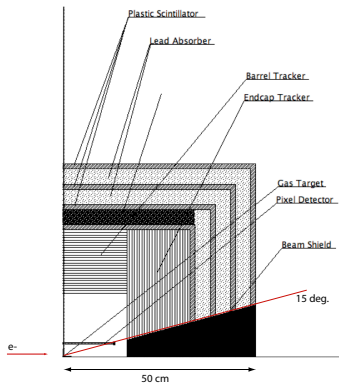 Plastic Scintillator
Lead Absorber
Barrel Tracker
Endcap Tracker
Gas Target
Pixel Detector
Beam Shield
15 deg.
e-
50 cm